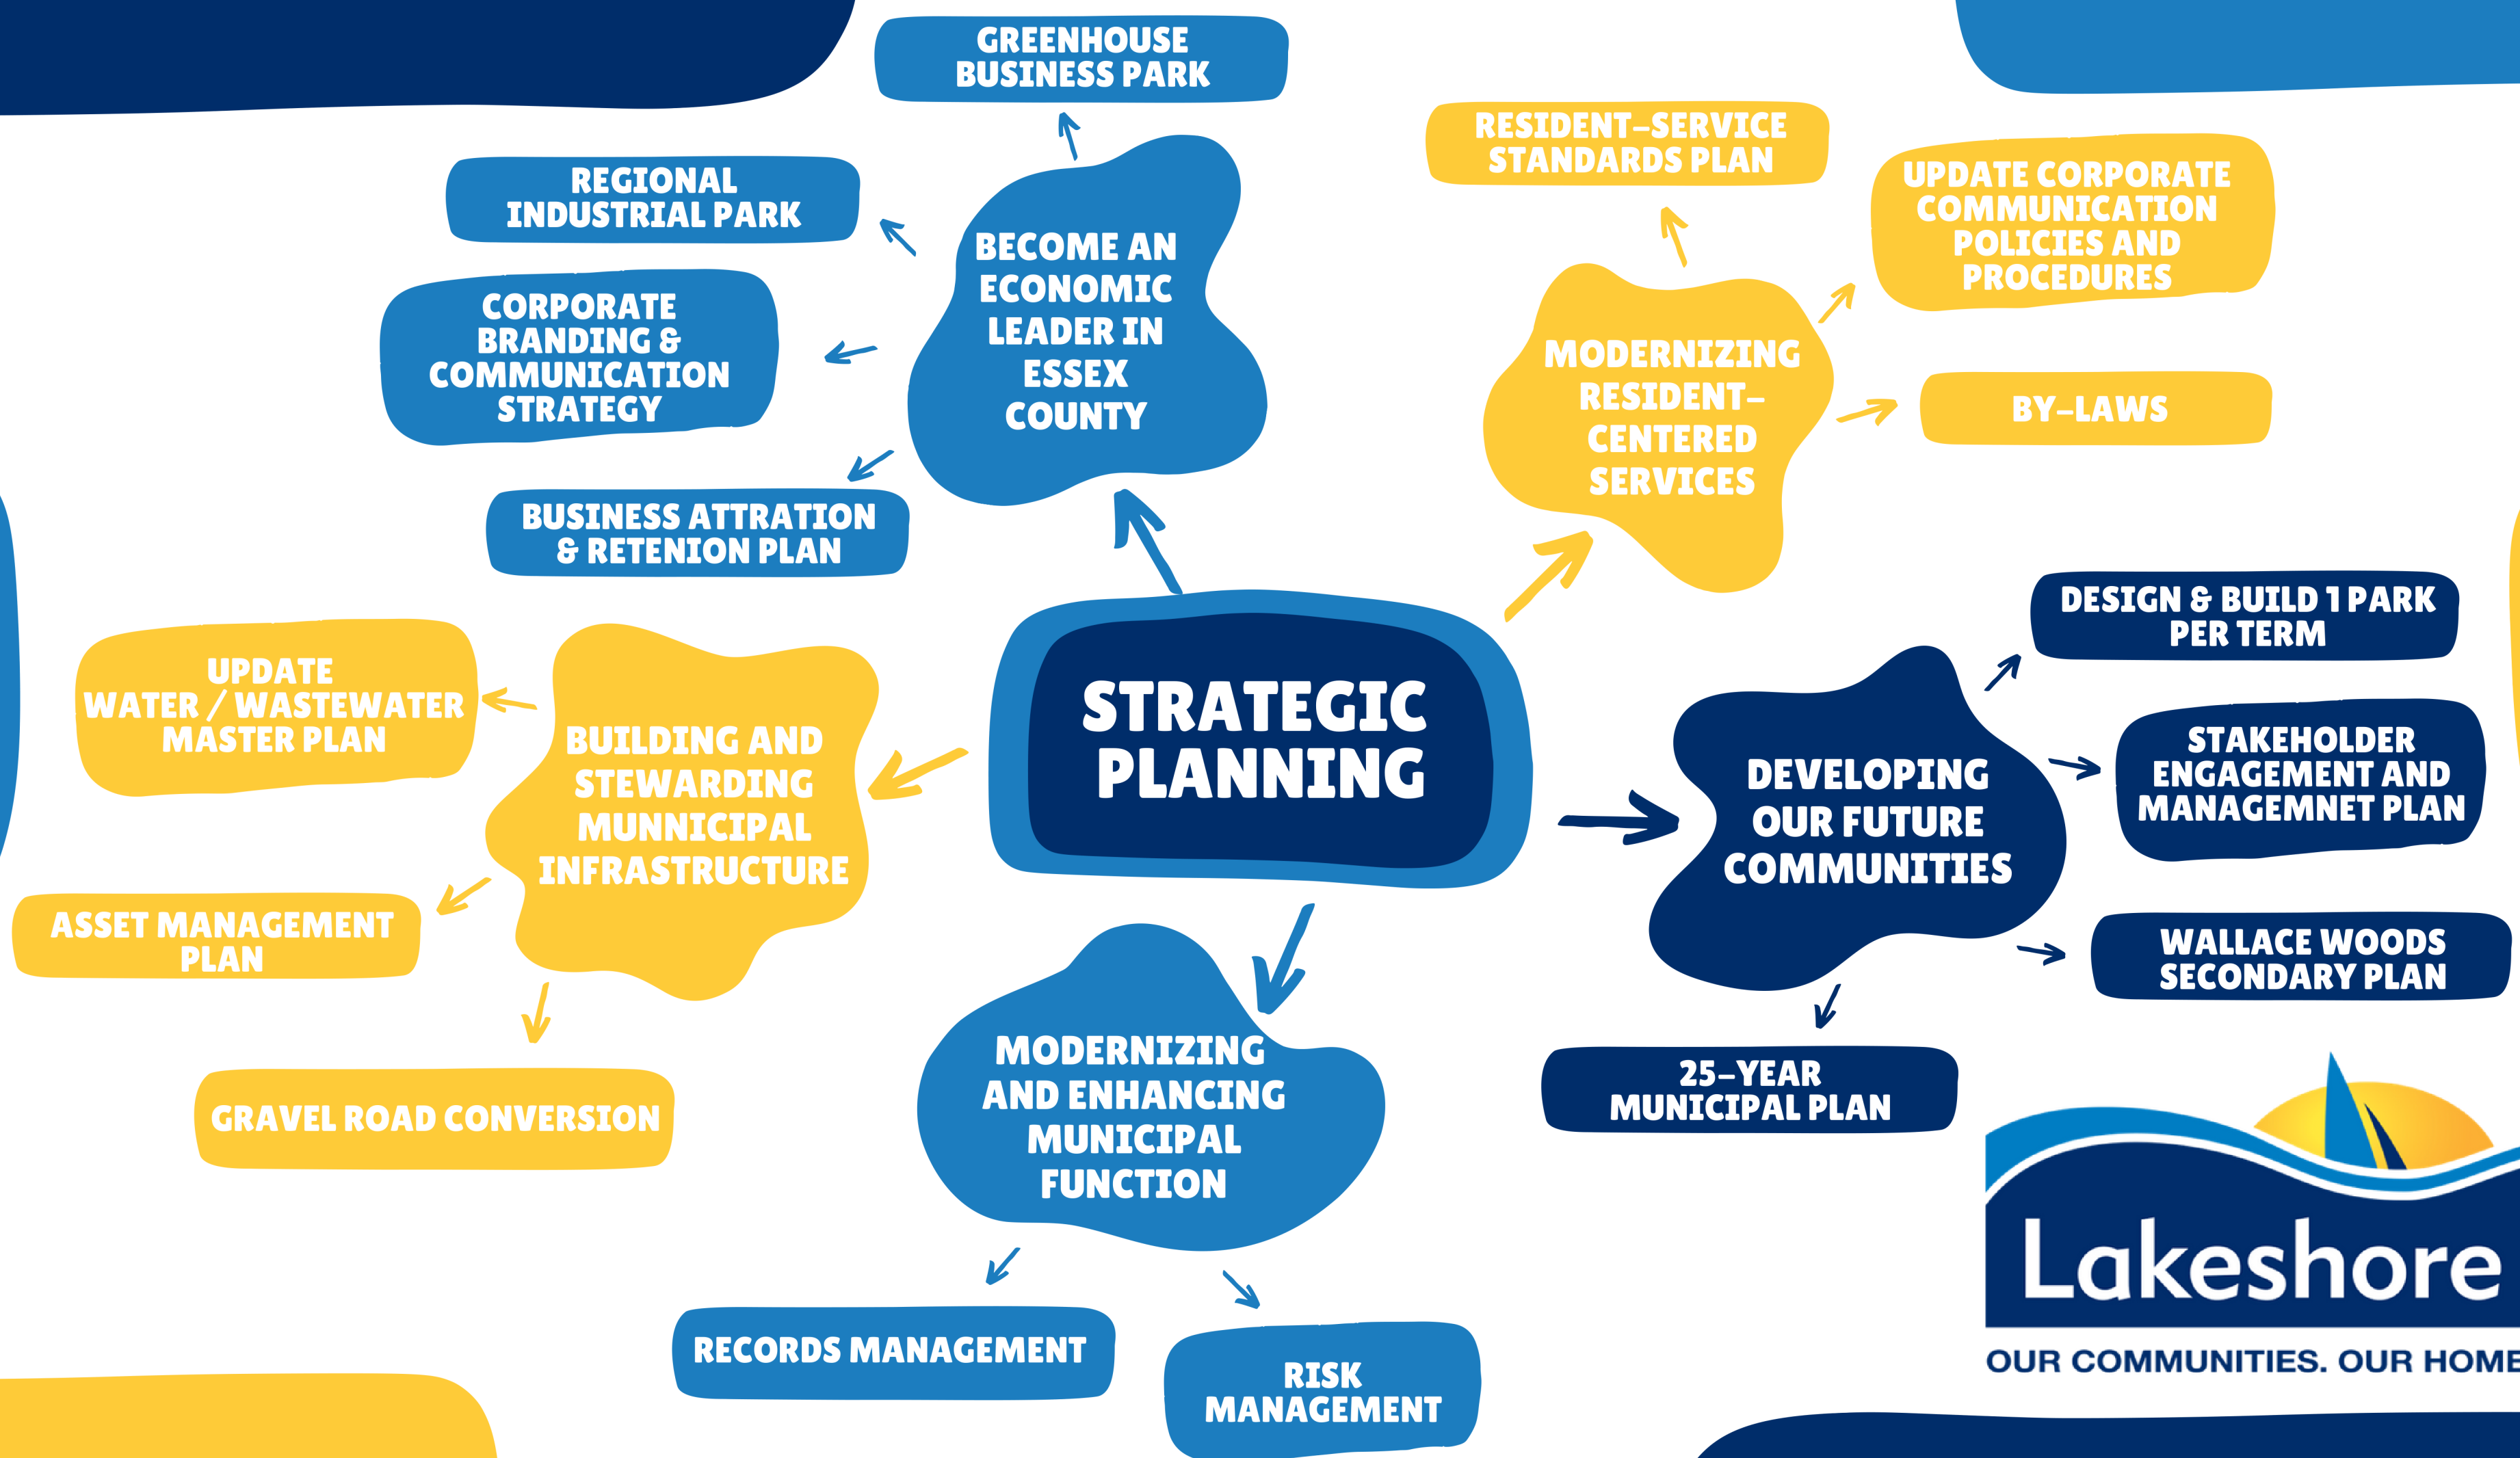 GREENHOUSE
BUSINESS PARK
REGIONAL
INDUSTRIAL PARK
CORPORATE
BRANDING &
COMMUNICATION
STRATEGY
BUSINESS ATTRATION
& RETENION PLAN
BECOME AN
ECONOMIC
LEADER IN
ESSEX
COUNTY
RESIDENT–SERVICE
STANDARDS PLAN
UPDATE CORPORATE
COMMUNICATION
POLICIES AND
PROCEDURES
BY–LAWS
MODERNIZING
RESIDENT–
CENTERED
SERVICES
STRATEGIC
PLANNING
UPDATE
WATER / WASTEWATER
MASTER PLAN
ASSET MANAGEMENT
PLAN
GRAVEL ROAD CONVERSION
BUILDING AND
STEWARDING
MUNNICIPAL
INFRASTRUCTURE
DESIGN & BUILD 1 PARK
PER TERM
STAKEHOLDER
ENGAGEMENT AND
MANAGEMNET PLAN
WALLACE WOODS
SECONDARY PLAN
25–YEAR
MUNICIPAL PLAN
DEVELOPING
OUR FUTURE
COMMUNITIES
MODERNIZING
AND ENHANCING
MUNICIPAL
FUNCTION
RECORDS MANAGEMENT
RISK
MANAGEMENT
Lakeshore
OUR COMMUNITIES. OUR HOME